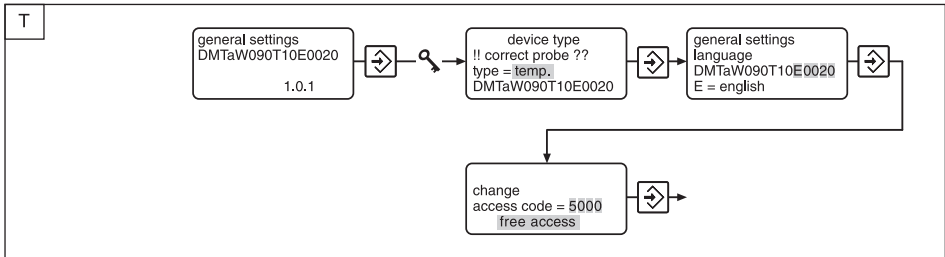 T
general settings
DMTaW090T10E0020
1.0.1
device type
!! correct probe ??
type = temp.
DMTaW090T10E0020
general settings
language
DMTaW090T10E0020
E = english
change
access code = 5000
free access